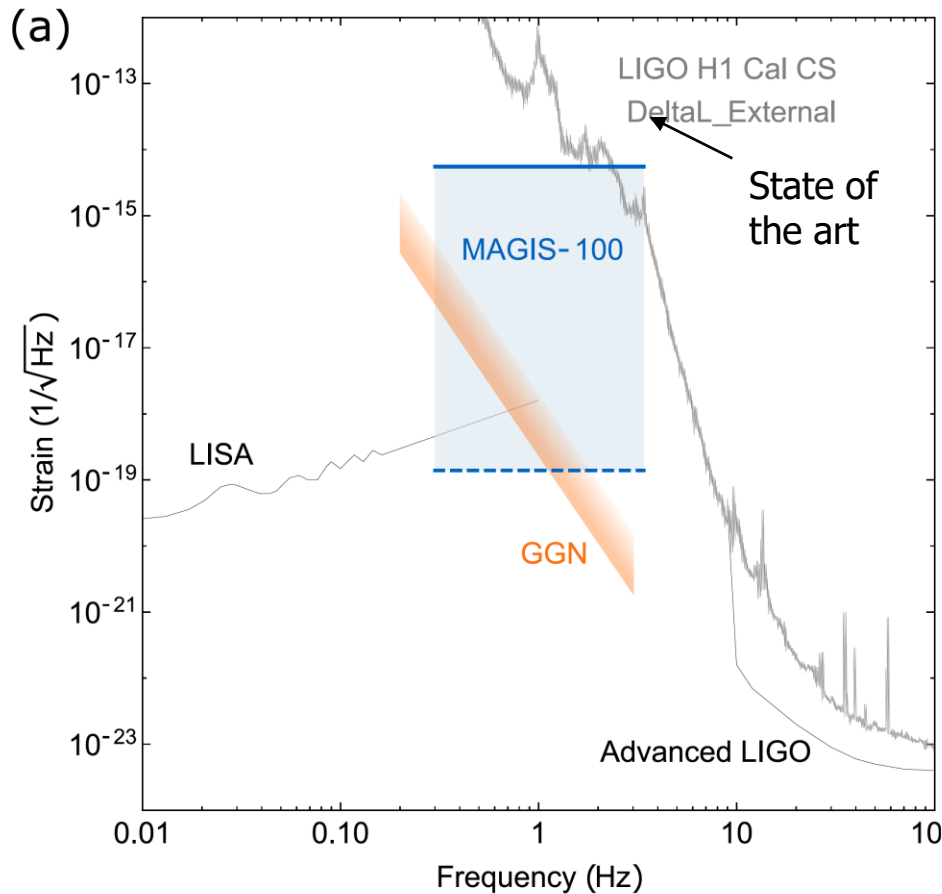 (a)
LIGO H1 Cal CS
DeltaL_External
State of
the art
MAGIS-100
LISA
GGN
Advanced LIGO
Strain (1/√Hz)
10⁻¹³
10⁻¹⁵
10⁻¹⁷
10⁻¹⁹
10⁻²¹
10⁻²³
0.01 0.10 1 10 10
Frequency (Hz)